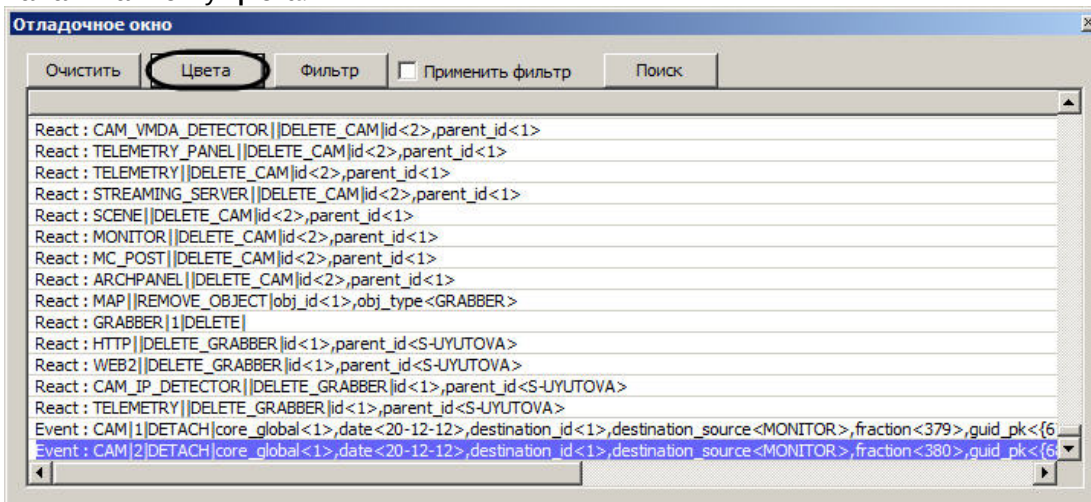 Отладочное окно
Очистить Цвета Фильтр Применить фильтр Поиск
React : CAM_VMDA_DETECTOR||DELETE_CAM|id<2>,parent_id<1>
React : TELEMETRY_PANEL||DELETE_CAM|id<2>,parent_id<1>
React : TELEMETRY||DELETE_CAM|id<2>,parent_id<1>
React : STREAMING_SERVER||DELETE_CAM|id<2>,parent_id<1>
React : SCENE||DELETE_CAM|id<2>,parent_id<1>
React : MONITOR||DELETE_CAM|id<2>,parent_id<1>
React : MC_POST||DELETE_CAM|id<2>,parent_id<1>
React : ARCHPANEL||DELETE_CAM|id<2>,parent_id<1>
React : MAP||REMOVE_OBJECT|obj_id<1>,obj_type<GRABBER>
React : GRABBER|1|DELETE|
React : HTTP||DELETE_GRABBER|id<1>,parent_id<S-UYUTOVA>
React : WEB2||DELETE_GRABBER|id<1>,parent_id<S-UYUTOVA>
React : CAM_IP_DETECTOR||DELETE_GRABBER|id<1>,parent_id<S-UYUTOVA>
React : TELEMETRY||DELETE_GRABBER|id<1>,parent_id<S-UYUTOVA>
Event : CAM|1|DETACH|core_global<1>,date<20-12-12>,destination_id<1>,destination_source<MONITOR>,fraction<379>,guid_pk<{6
Event : CAM|2|DETACH|core_global<1>,date<20-12-12>,destination_id<1>,destination_source<MONITOR>,fraction<380>,guid_pk<{6